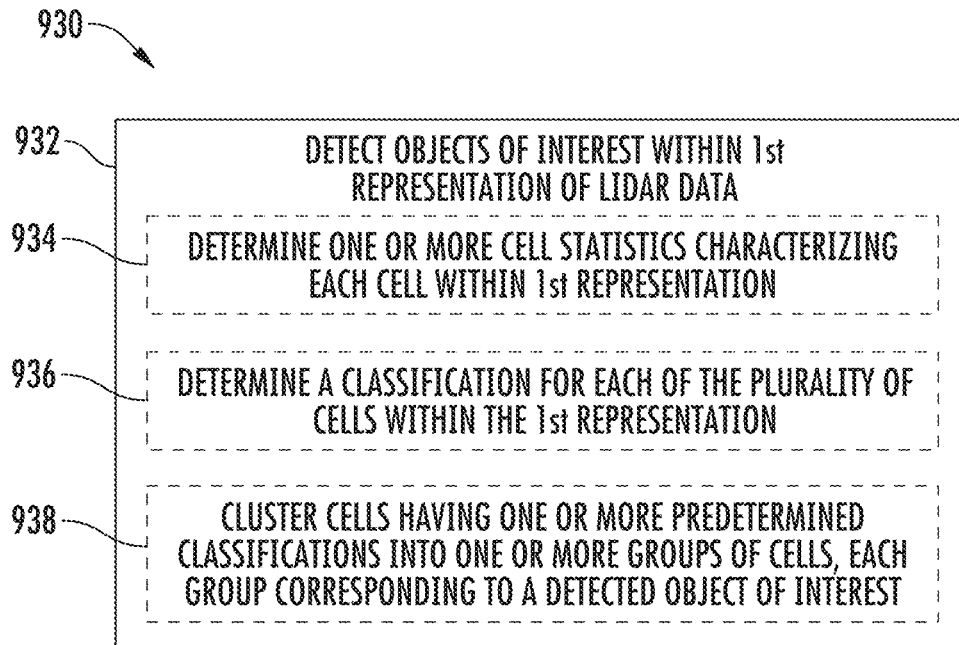 930
932
DETECT OBJECTS OF INTEREST WITHIN 1st
REPRESENTATION OF LIDAR DATA
934
DETERMINE ONE OR MORE CELL STATISTICS CHARACTERIZING
EACH CELL WITHIN 1st REPRESENTATION
936
DETERMINE A CLASSIFICATION FOR EACH OF THE PLURALITY OF
CELLS WITHIN THE 1st REPRESENTATION
938
CLUSTER CELLS HAVING ONE OR MORE PREDETERMINED
CLASSIFICATIONS INTO ONE OR MORE GROUPS OF CELLS, EACH
GROUP CORRESPONDING TO A DETECTED OBJECT OF INTEREST